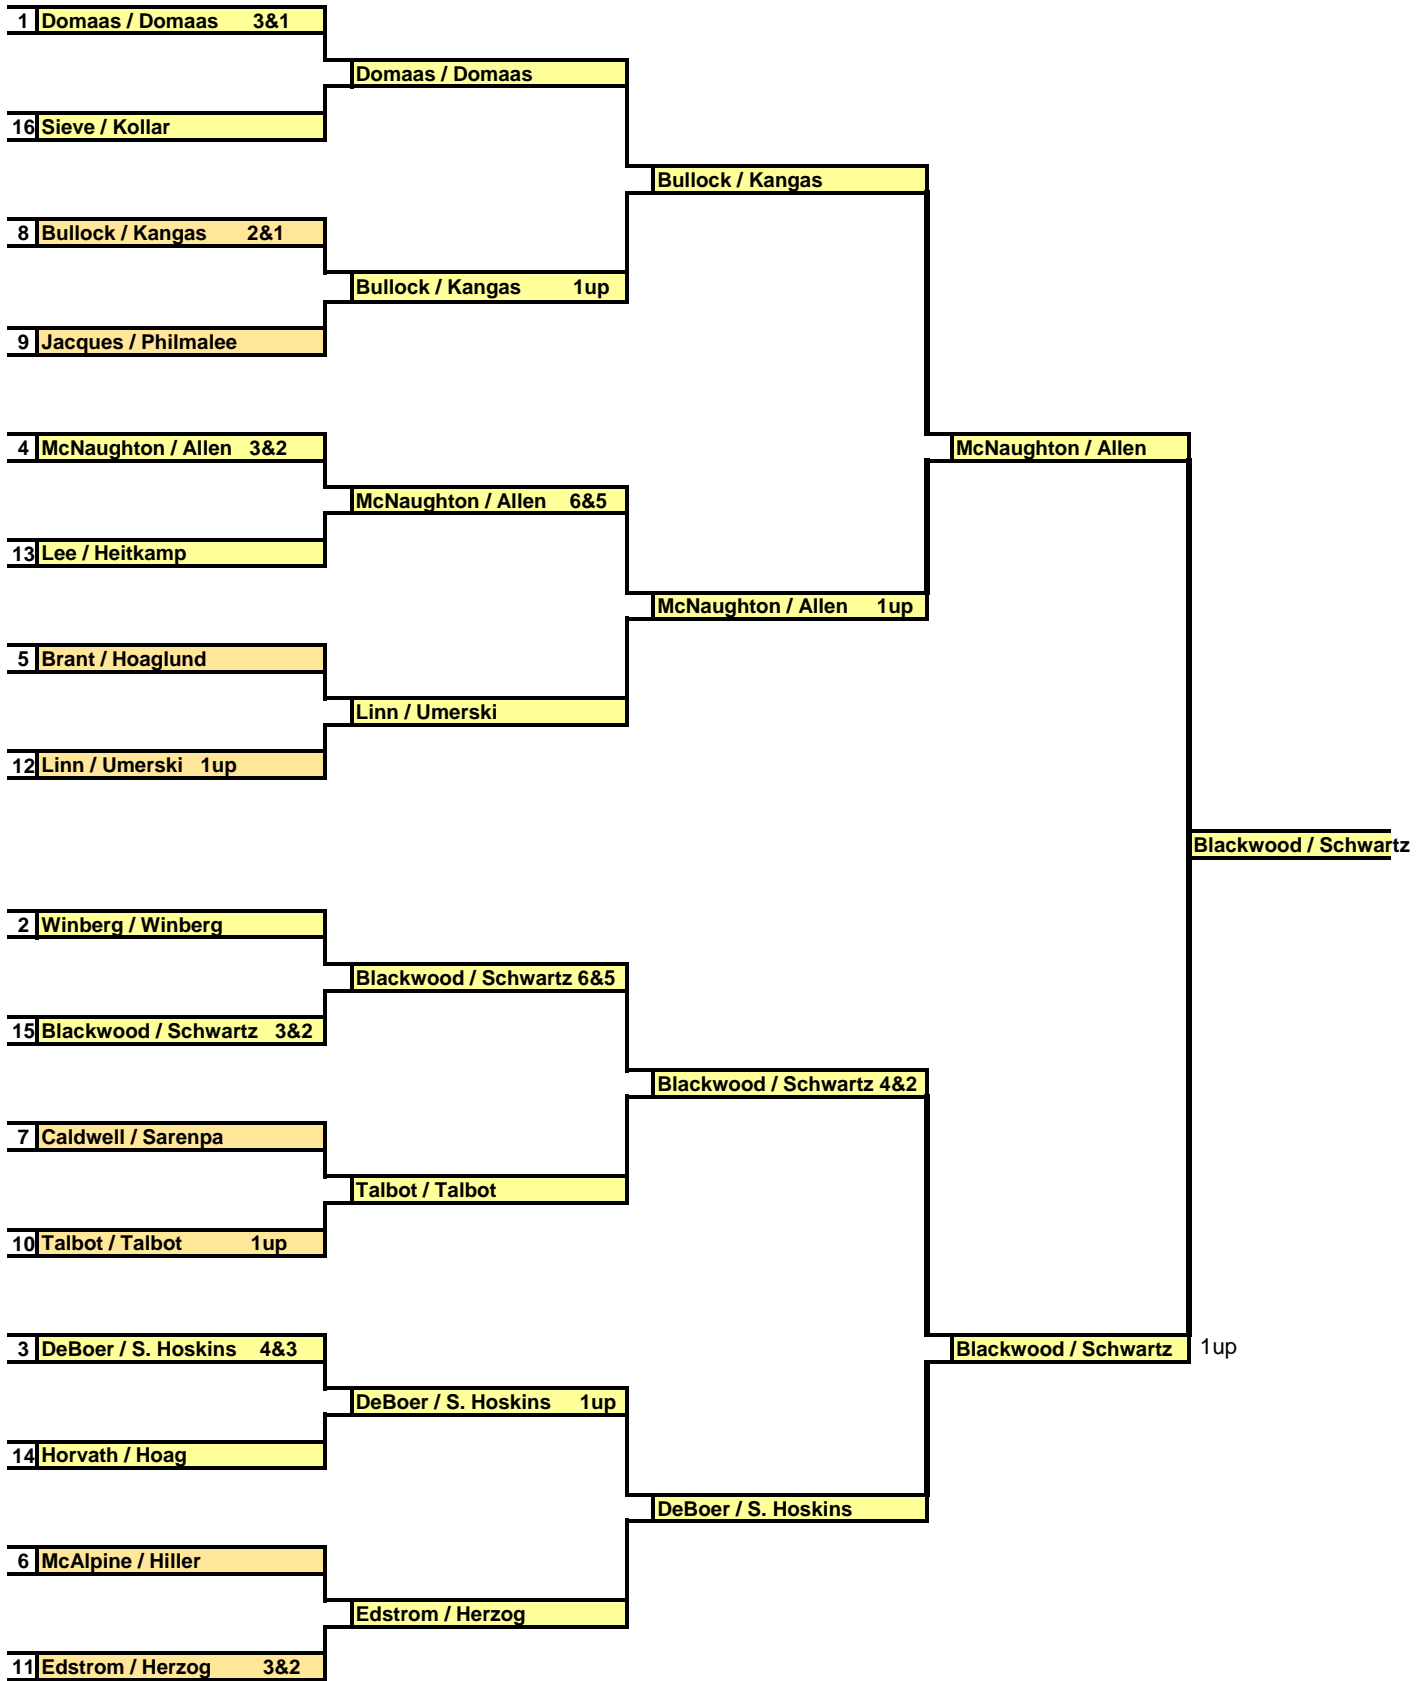 1 Domaas / Domaas 3&1
Domaas / Domaas
16 Sieve / Kollar
Bullock / Kangas
8 Bullock / Kangas 2&1
Bullock / Kangas 1up
9 Jacques / Philmalee
4 McNaughton / Allen 3&2
McNaughton / Allen
McNaughton / Allen 6&5
13 Lee / Heitkamp
McNaughton / Allen 1up
5 Brant / Hoaglund
Linn / Umerski
12 Linn / Umerski 1up
Blackwood / Schwartz
2 Winberg / Winberg
Blackwood / Schwartz 6&5
15 Blackwood / Schwartz 3&2
Blackwood / Schwartz 4&2
7 Caldwell / Sarenpa
Talbot / Talbot
10 Talbot / Talbot 1up
3 DeBoer / S. Hoskins 4&3
Blackwood / Schwartz 1up
DeBoer / S. Hoskins 1up
14 Horvath / Hoag
DeBoer / S. Hoskins
6 McAlpine / Hiller
Edstrom / Herzog
11 Edstrom / Herzog 3&2